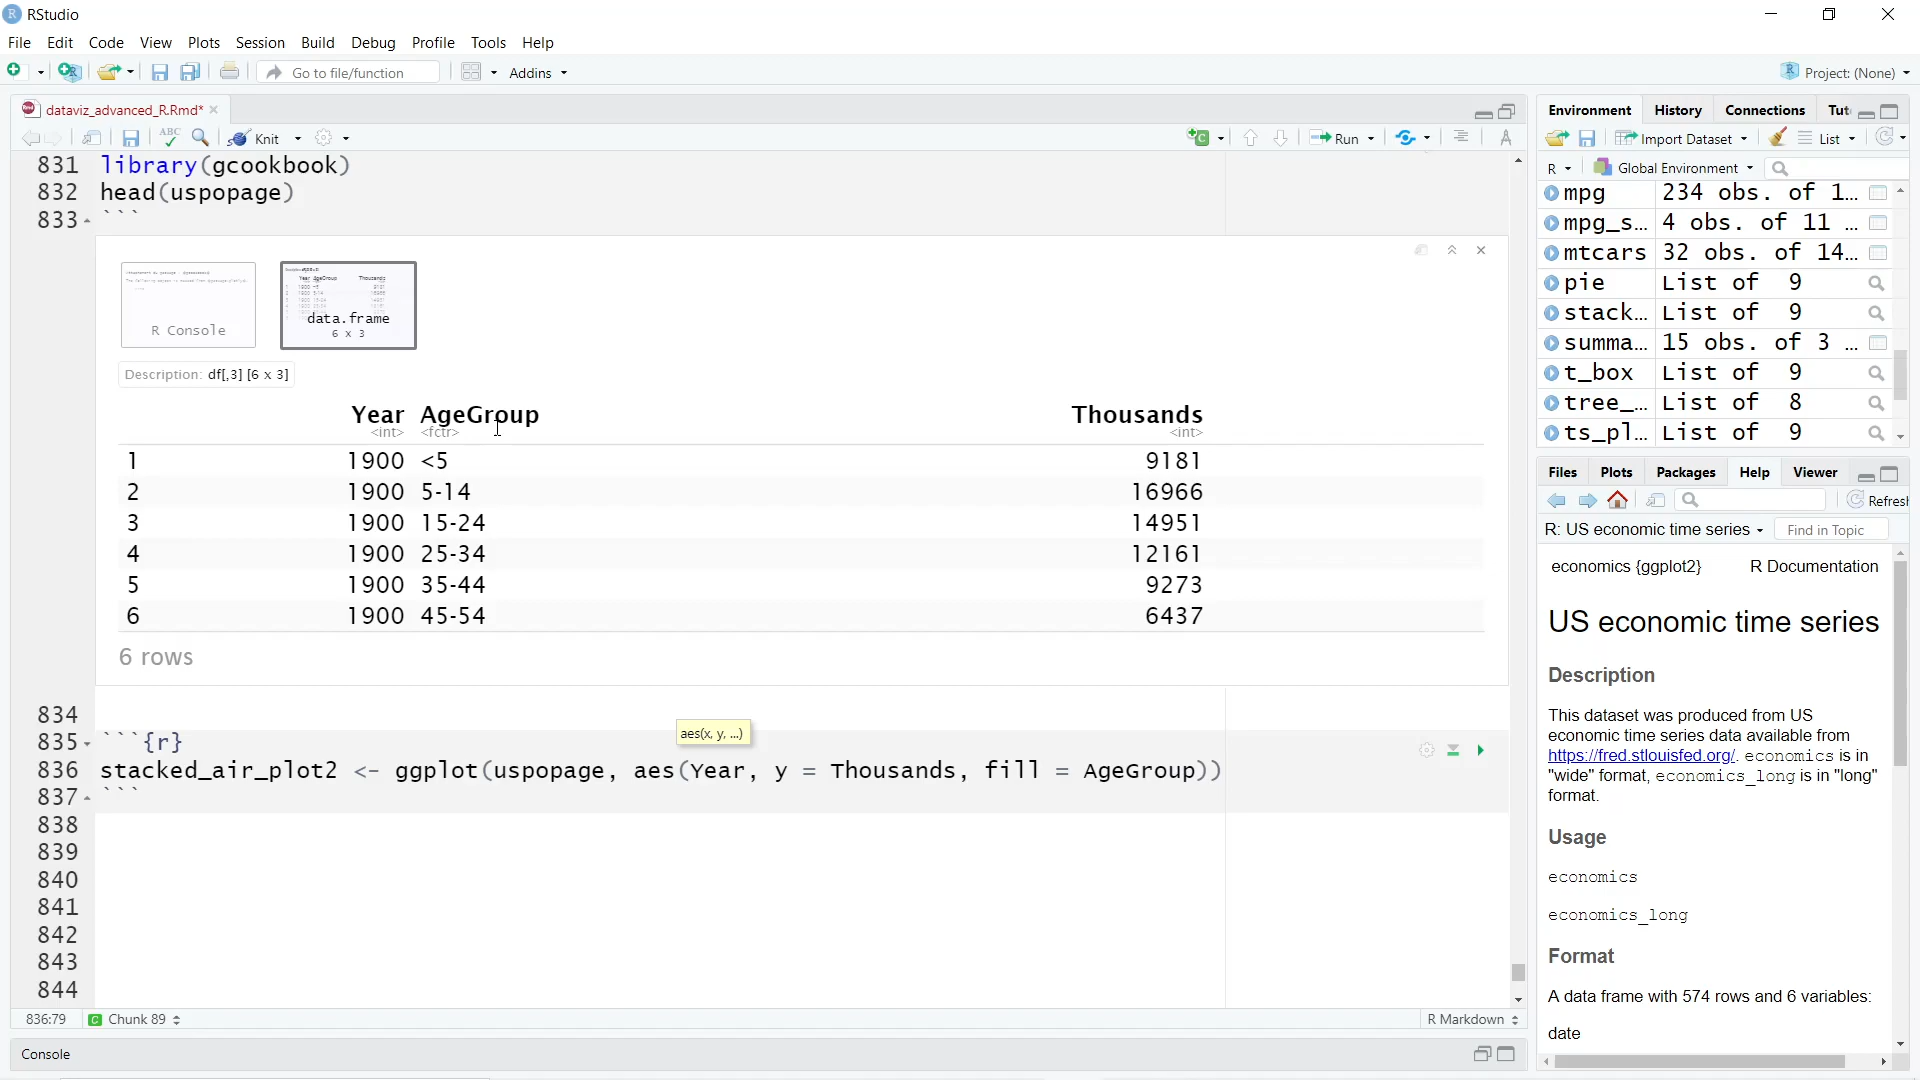 RStudio
File Edit Code View Plots Session Build Debug Profile Tools Help
Go to file/function Addins Project: (None)
dataviz_advanced_R.Rmd*
ABC Knit Run
831 library(gcookbook)
832 head(uspopage)
833 ```
R Console
data.frame
6 x 3
Description: df[,3] [6 x 3]
Year AgeGroup Thousands
<int> <fctr> <int>
1 1900 <5 9181
2 1900 5-14 16966
3 1900 15-24 14951
4 1900 25-34 12161
5 1900 35-44 9273
6 1900 45-54 6437
6 rows
834
aes(x, y, ...)
835 ```{r}
836 stacked_air_plot2 <- ggplot(uspopage, aes(Year, y = Thousands, fill = AgeGroup))
837 ```
838
839
840
841
842
843
844
836:79 Chunk 89 R Markdown
Console
Environment History Connections Tut
Import Dataset List
R Global Environment
mpg 234 obs. of 1...
mpg_s... 4 obs. of 11 ...
mtcars 32 obs. of 14...
pie List of 9
stack... List of 9
summa... 15 obs. of 3 ...
t_box List of 9
tree_... List of 8
ts_pl... List of 9
Files Plots Packages Help Viewer
Refresh
R: US economic time series Find in Topic
economics {ggplot2} R Documentation
US economic time series
Description
This dataset was produced from US
economic time series data available from
https://fred.stlouisfed.org/. economics is in
"wide" format, economics_long is in "long"
format.
Usage
economics
economics_long
Format
A data frame with 574 rows and 6 variables:
date